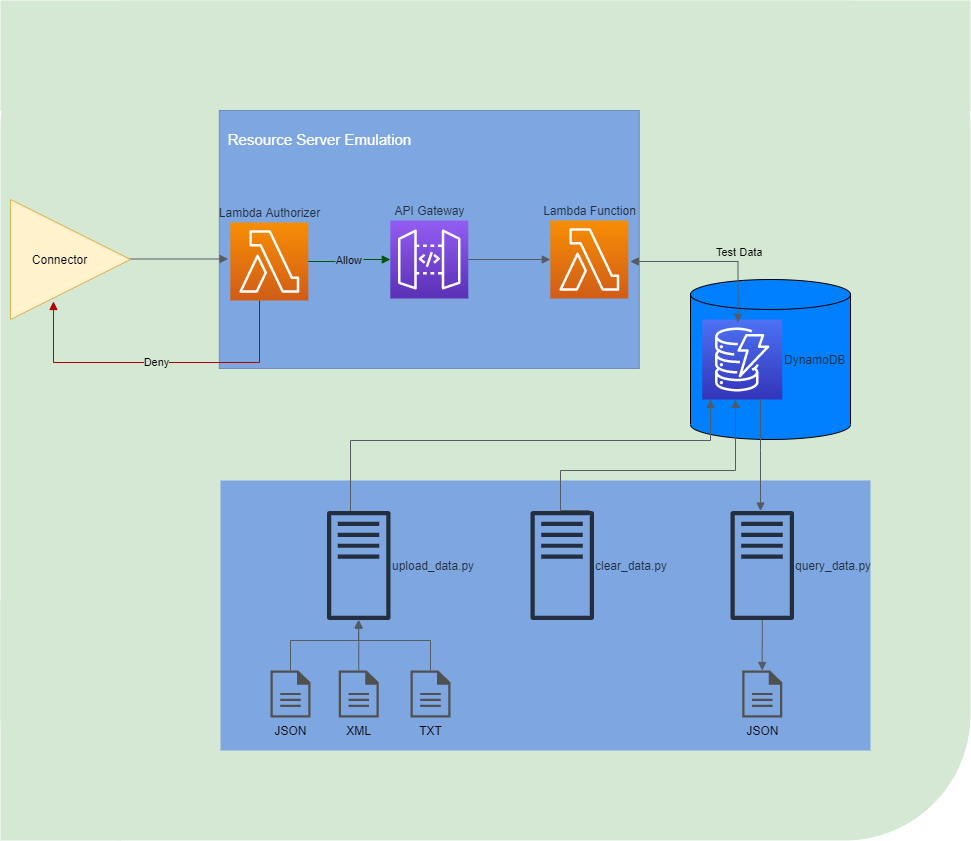 Resource Server Emulation
Lambda Authorizer
API Gateway
Lambda Function
Connector
Allow
Test Data
Deny
DynamoDB
upload_data.py
clear_data.py
query_data.py
JSON
XML
TXT
JSON